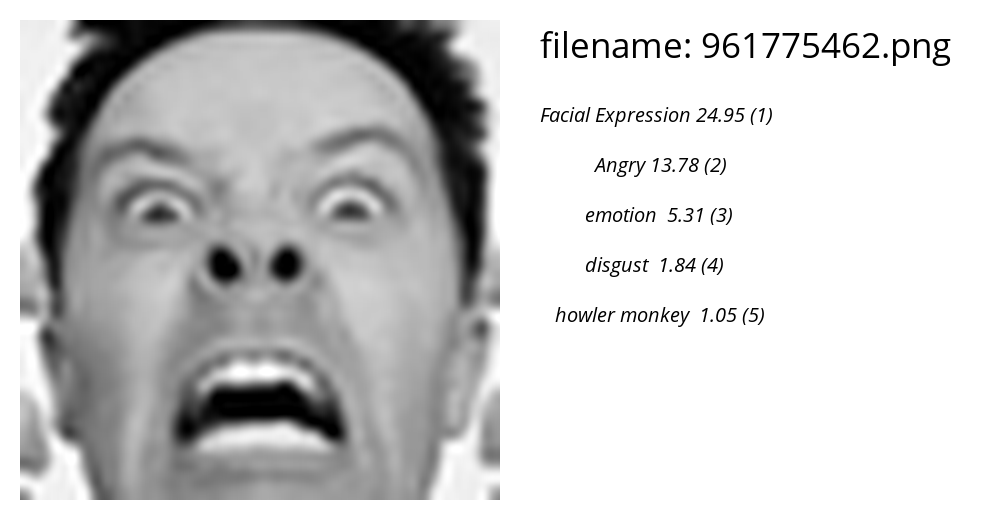 filename: 961775462.png
Facial Expression 24.95 (1)
Angry 13.78 (2)
emotion  5.31 (3)
disgust  1.84 (4)
howler monkey  1.05 (5)